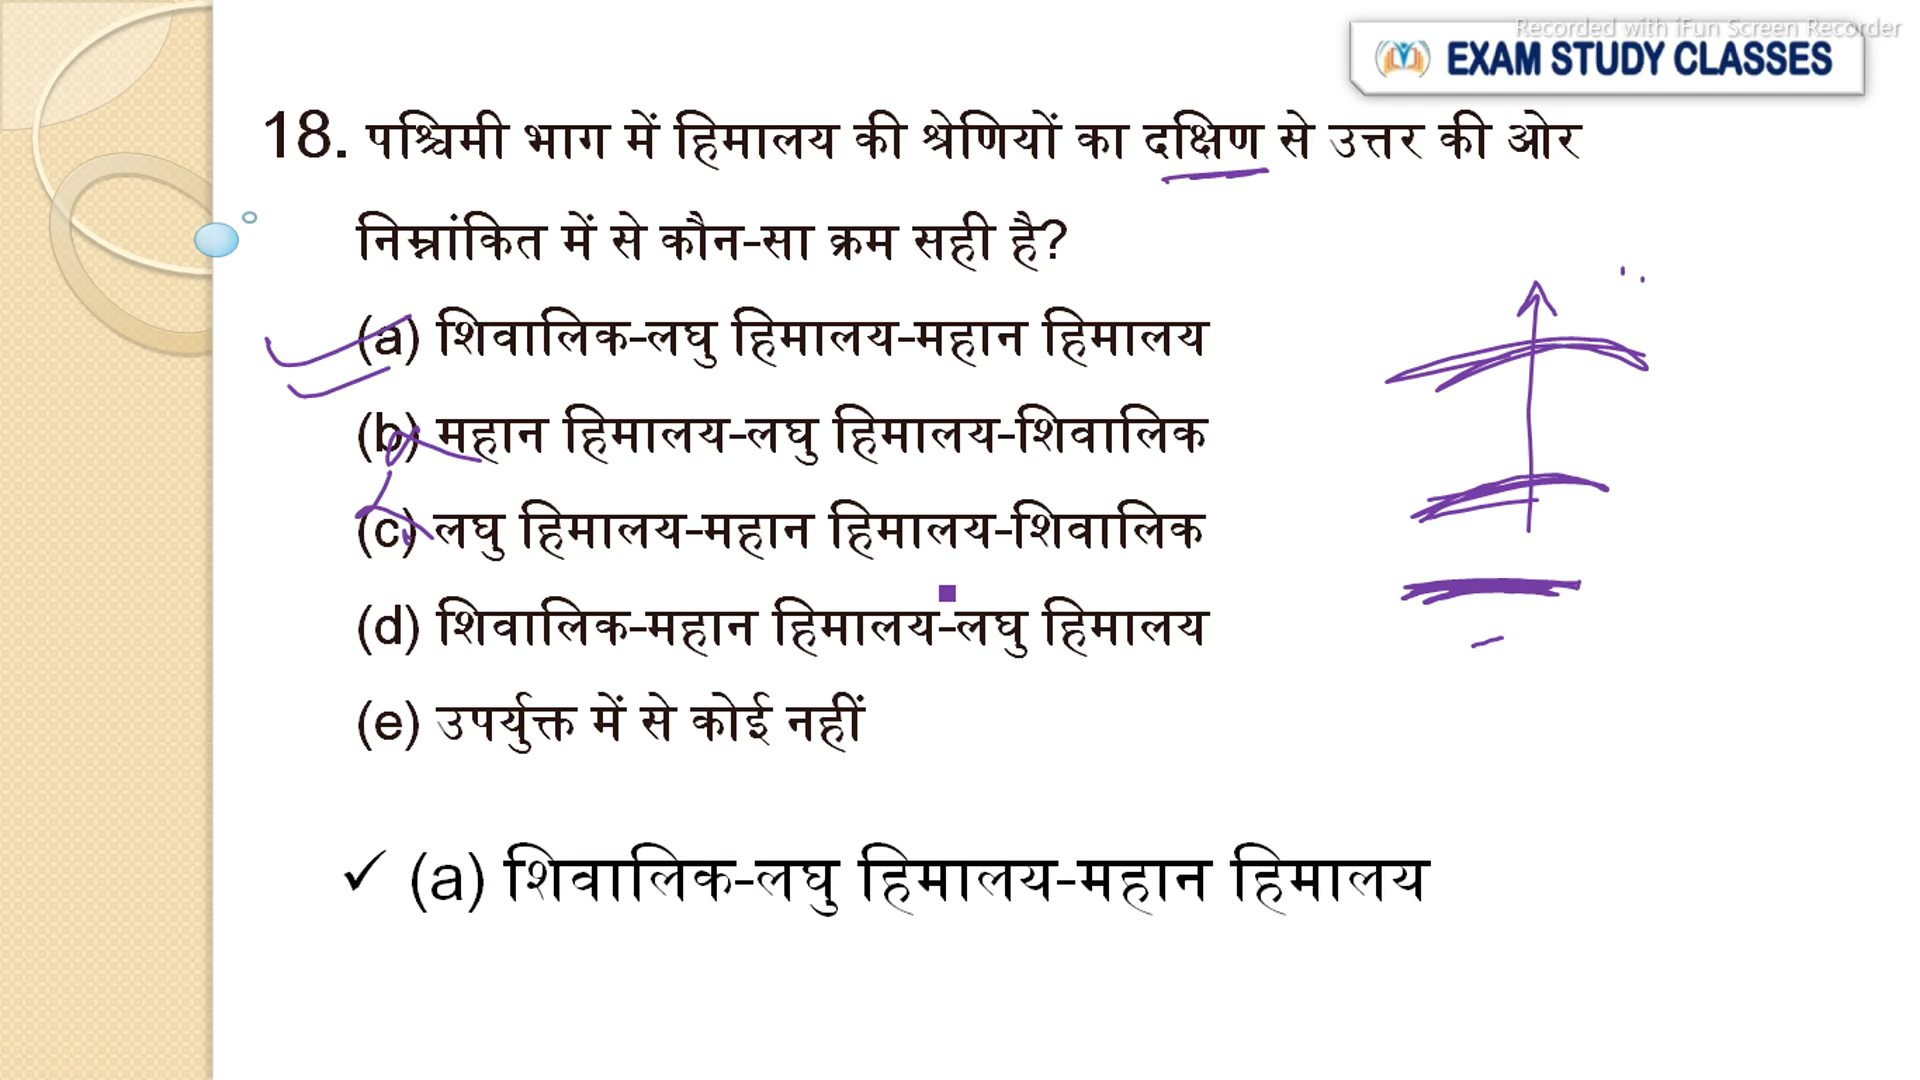 Recorded with iFun Screen Recorder
EXAM STUDY CLASSES
18. पश्चिमी भाग में हिमालय की श्रेणियों का दक्षिण से उत्तर की ओर
निम्नांकित में से कौन-सा क्रम सही है?
(a) शिवालिक-लघु हिमालय-महान हिमालय
(b) महान हिमालय-लघु हिमालय-शिवालिक
(c) लघु हिमालय-महान हिमालय-शिवालिक
(d) शिवालिक-महान हिमालय-लघु हिमालय
(e) उपर्युक्त में से कोई नहीं
✓ (a) शिवालिक-लघु हिमालय-महान हिमालय